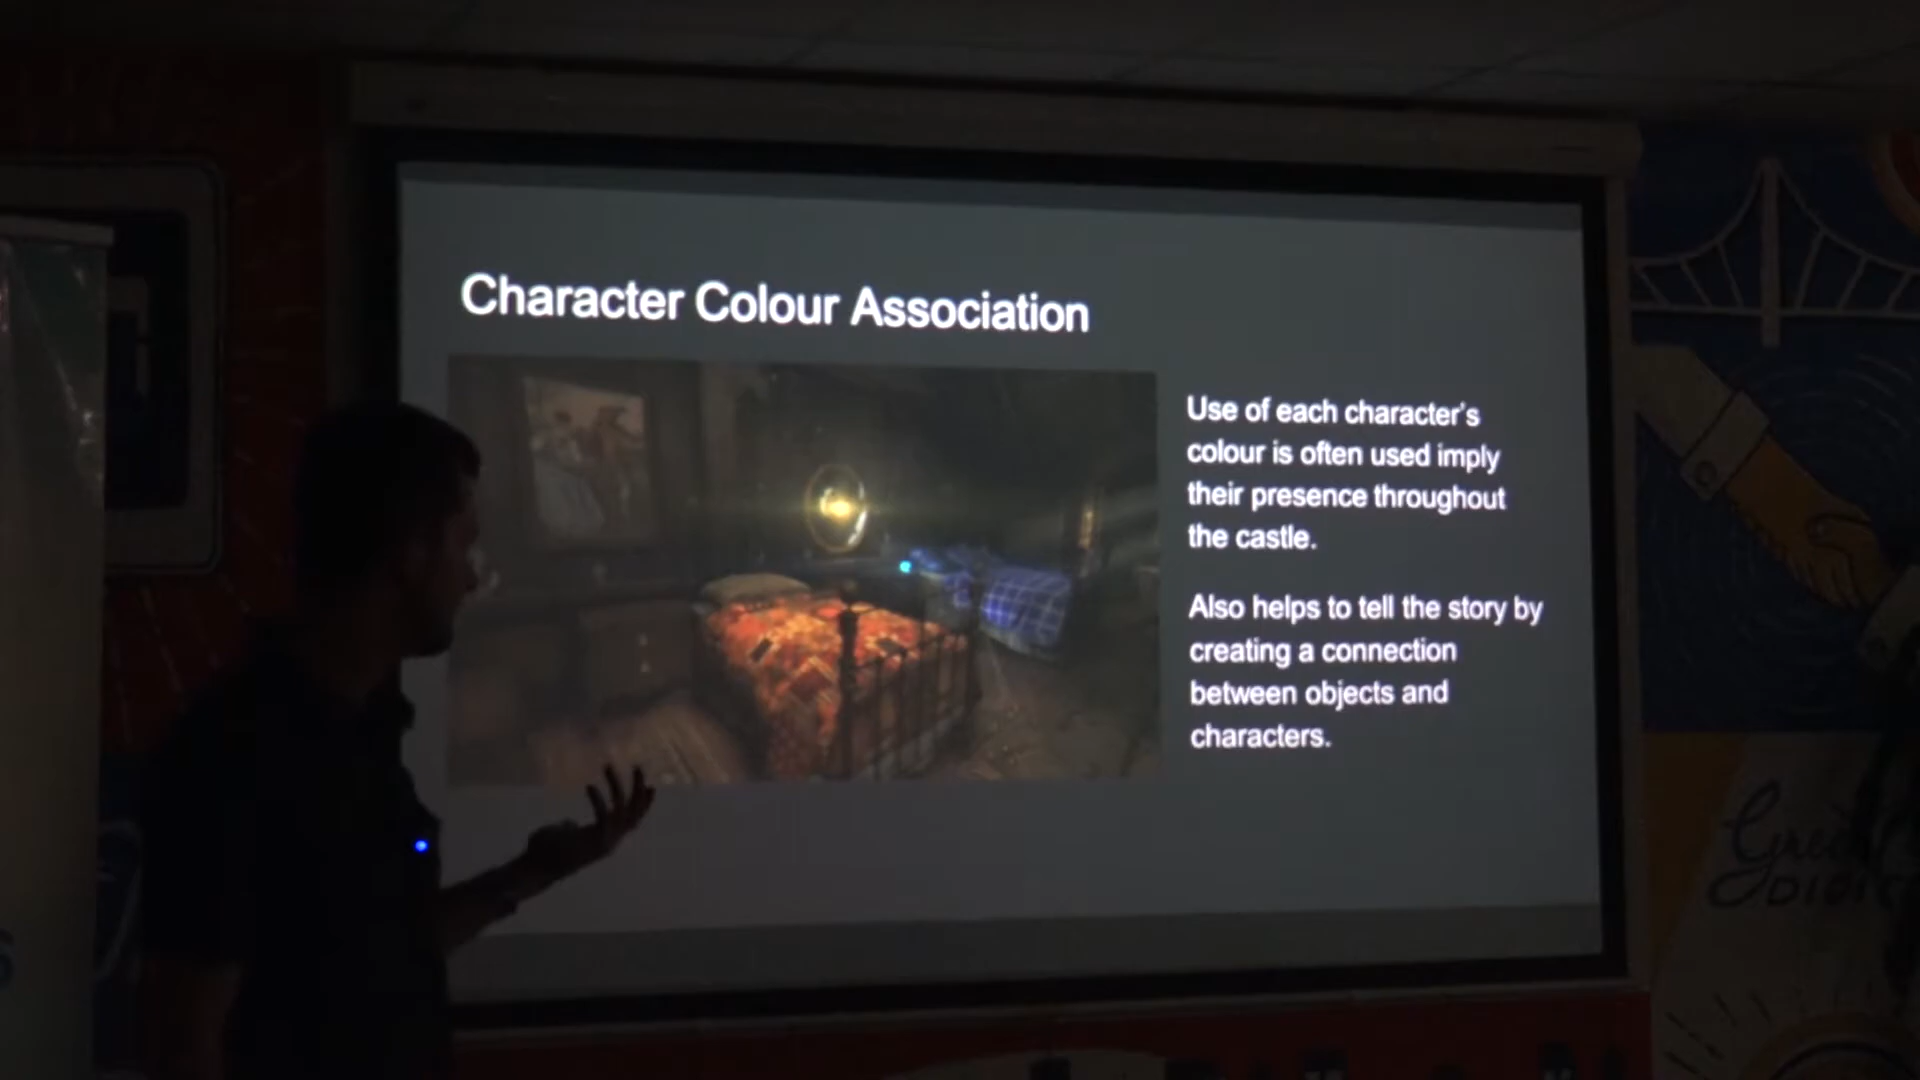 Character Colour Association
Use of each character's
colour is often used imply
their presence throughout
the castle.
Also helps to tell the story by
creating a connection
between objects and
characters.